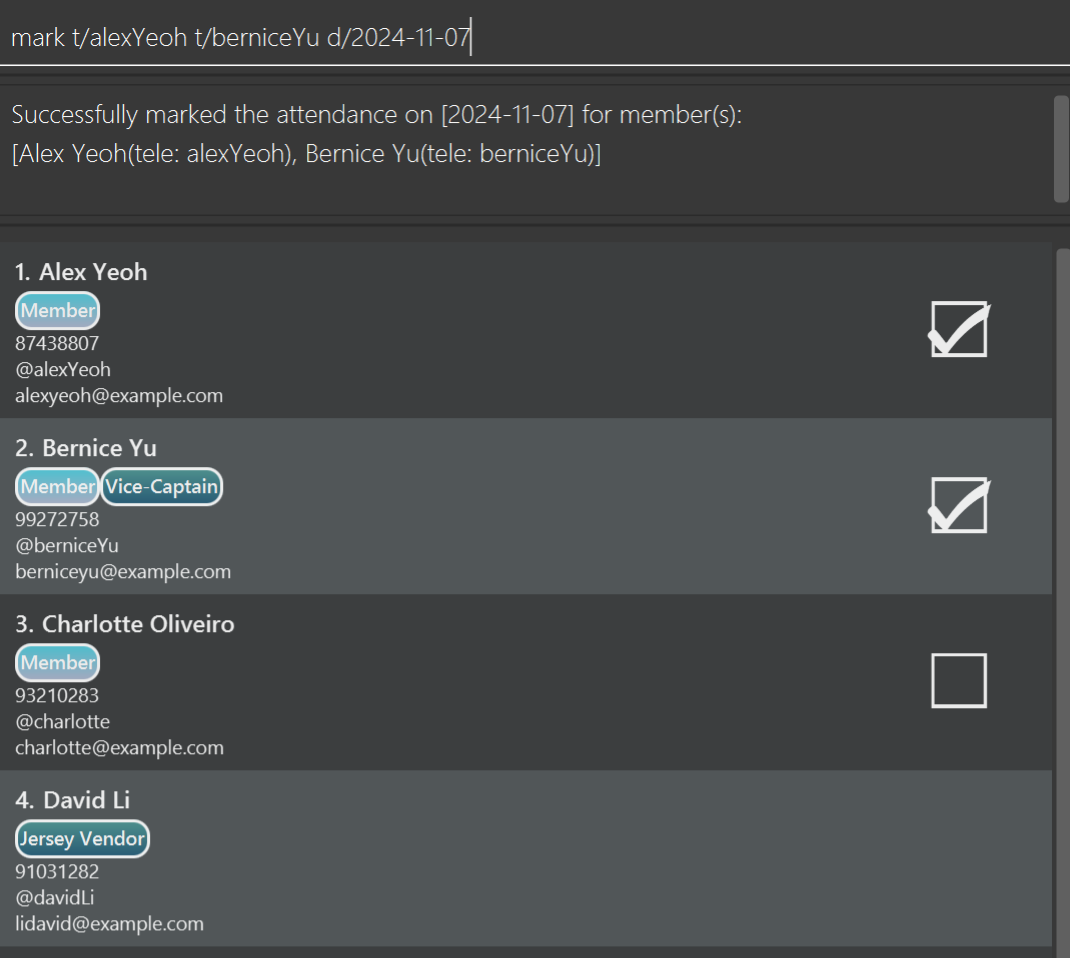 mark t/alexYeoh t/berniceYu d/2024-11-07
Successfully marked the attendance on [2024-11-07] for member(s):
[Alex Yeoh(tele: alexYeoh), Bernice Yu(tele: berniceYu)]
1. Alex Yeoh
Member
87438807
@alexYeoh
alexyeoh@example.com
2. Bernice Yu
Member Vice-Captain
99272758
@berniceYu
berniceyu@example.com
3. Charlotte Oliveiro
Member
93210283
@charlotte
charlotte@example.com
4. David Li
Jersey Vendor
91031282
@davidLi
lidavid@example.com